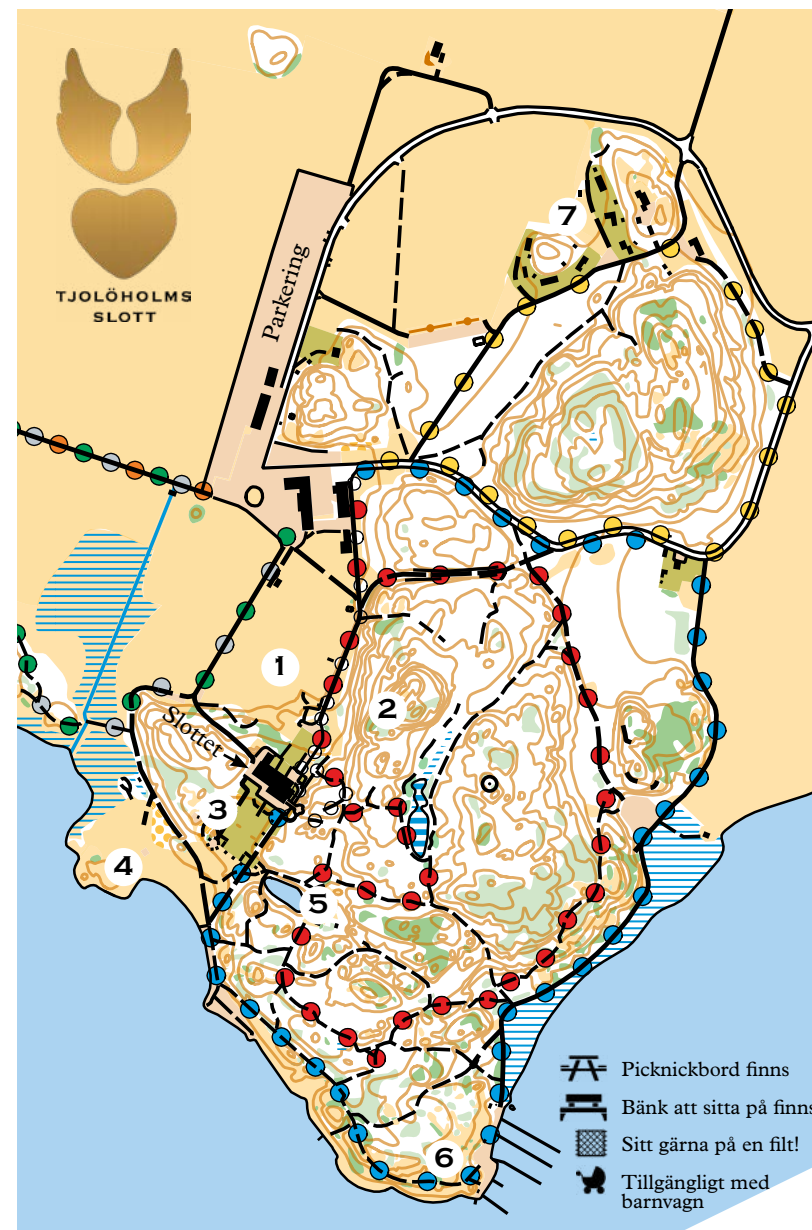 TJOLÖHOLMS
SLOTT
Parkering
7
1
2
Slottet
3
4
5
6
Picknickbord finns
Bänk att sitta på finns
Sitt gärna på en filt!
Tillgängligt med
barnvagn